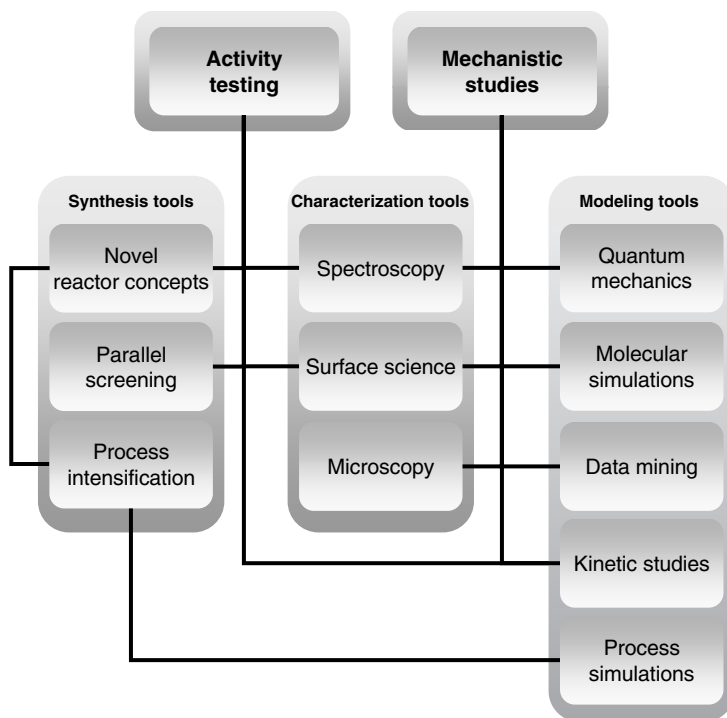 Activity
testing
Mechanistic
studies
Synthesis tools
Novel
reactor concepts
Parallel
screening
Process
intensification
Characterization tools
Spectroscopy
Surface science
Microscopy
Modeling tools
Quantum
mechanics
Molecular
simulations
Data mining
Kinetic studies
Process
simulations